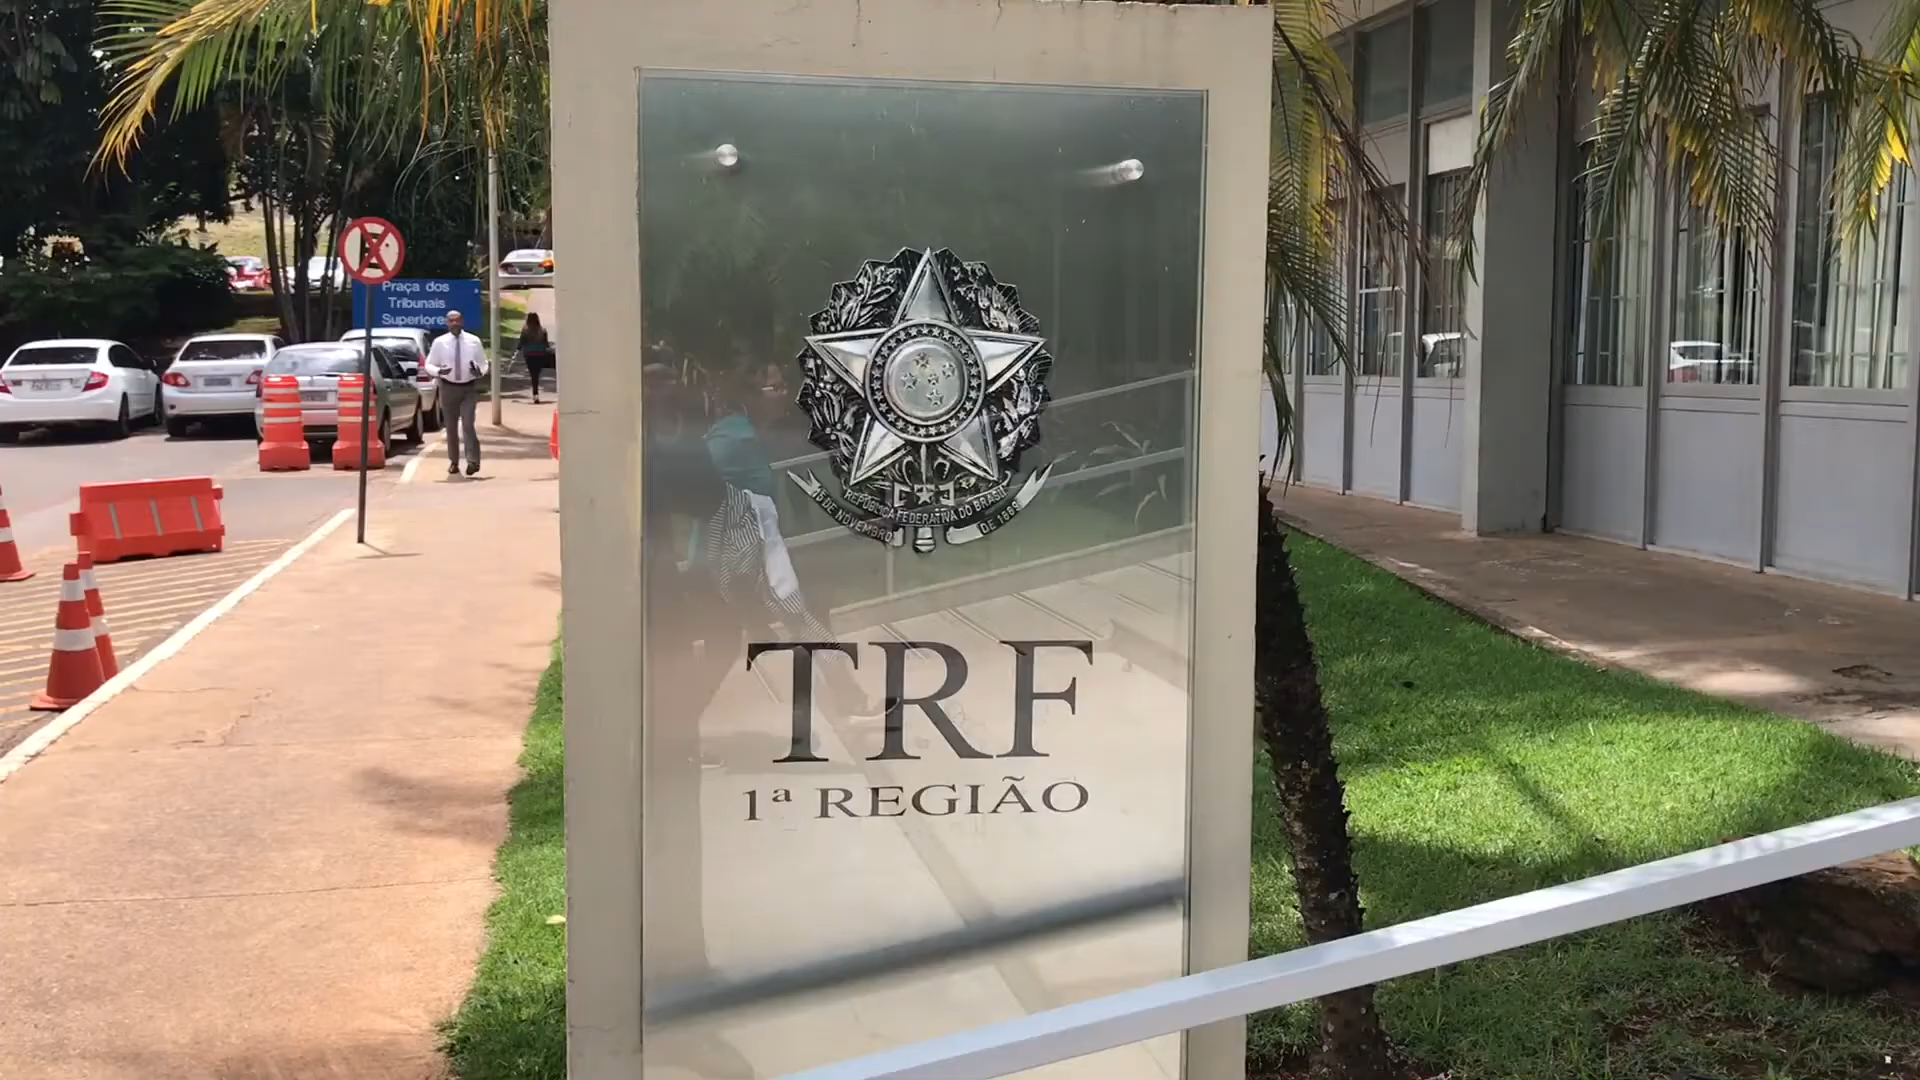 Praça dos
Tribunais
Superiores
REPÚBLICA FEDERATIVA DO BRASIL
15 DE NOVEMBRO DE 1889
TRF
1ª REGIÃO